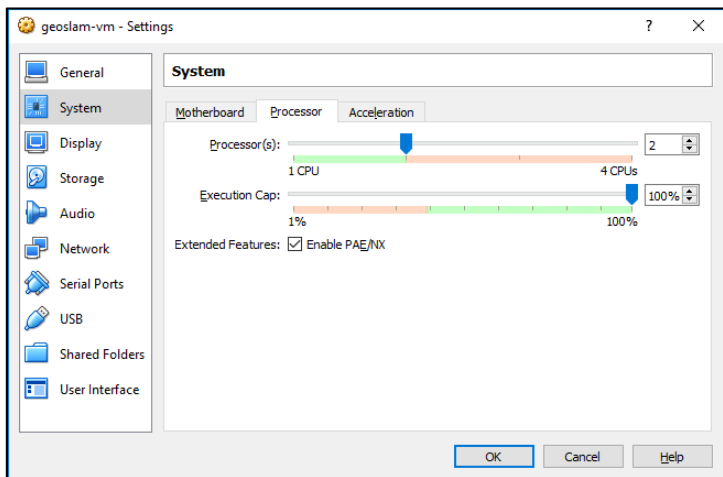 geoslam-vm - Settings
?
General
System
Display
Storage
Audio
Network
Serial Ports
USB
Shared Folders
User Interface
System
Motherboard Processor Acceleration
Processor(s): 2
1 CPU 4 CPUs
Execution Cap: 100%
1% 100%
Extended Features: Enable PAE/NX
OK Cancel Help